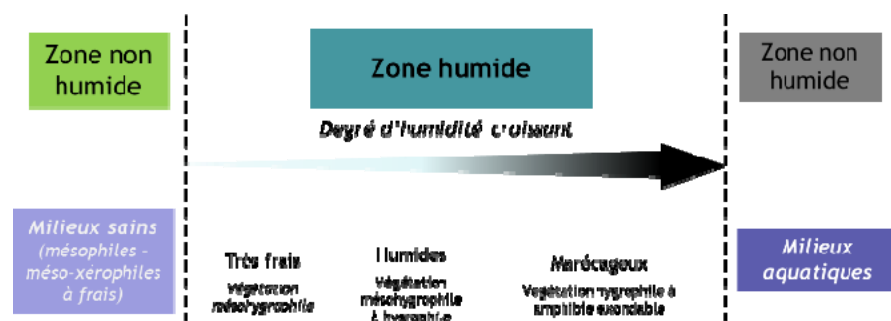 Zone non
humide
Zone humide
Zone non
humide
Degré d'humidité croissant
Milieux sains
(mésophiles -
méso-xérophiles
à frais)
Très frais
Végétation
mésohygrophile
Humides
Végétation
mésohygrophile
à hygrophile
Marécageux
Végétation hygrophile à
amphibie exondable
Milieux
aquatiques